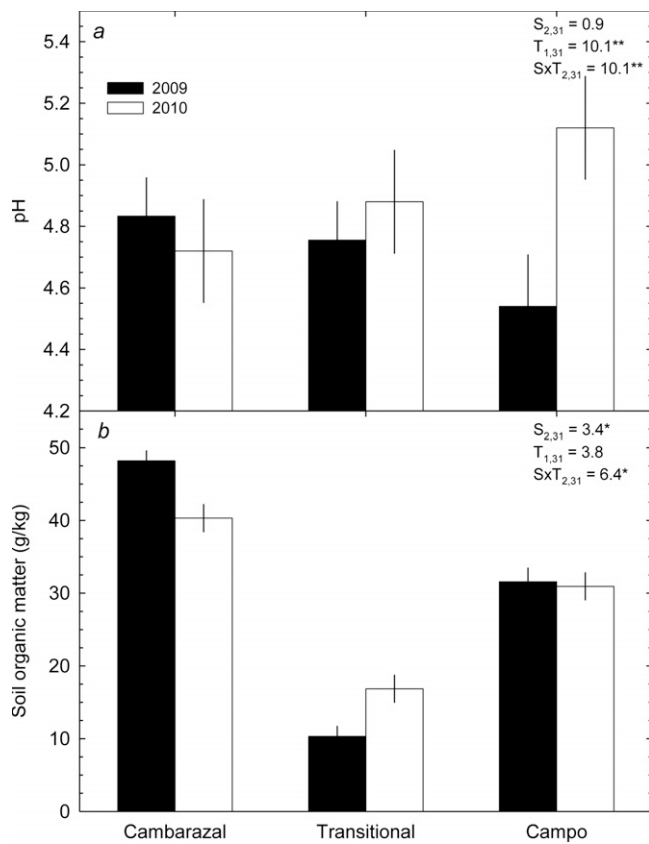 a
S2,31 = 0.9
T1,31 = 10.1**
SxT2,31 = 10.1**
2009
2010
5.4
5.2
5.0
4.8
4.6
4.4
4.2
pH
b
S2,31 = 3.4*
T1,31 = 3.8
SxT2,31 = 6.4*
50
40
30
20
10
0
Soil organic matter (g/kg)
Cambarazal Transitional Campo